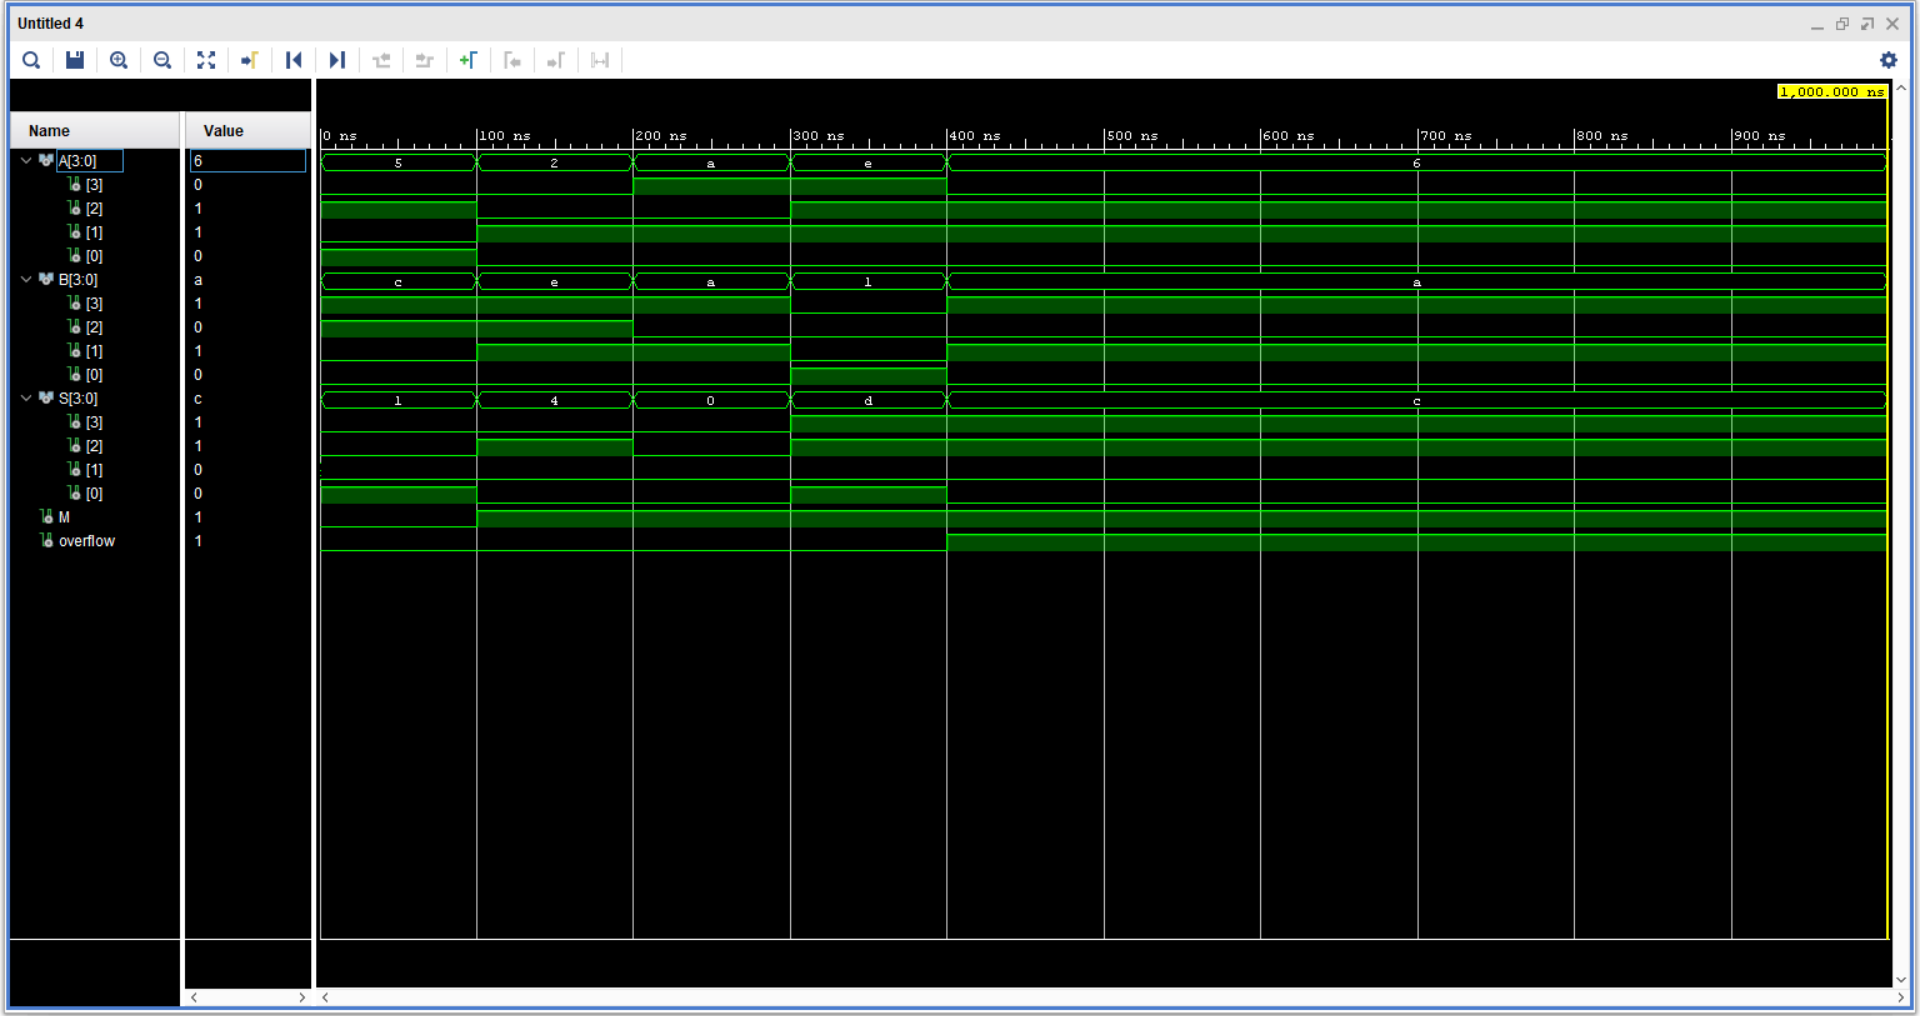 Untitled 4
1,000.000 ns
Name Value
0 ns 100 ns 200 ns 300 ns 400 ns 500 ns 600 ns 700 ns 800 ns 900 ns
A[3:0] 6 5 2 a e 6
[3] 0
[2] 1
[1] 1
[0] 0
B[3:0] a c e a 1 a
[3] 1
[2] 0
[1] 1
[0] 0
S[3:0] c 1 4 0 d c
[3] 1
[2] 1
[1] 0
[0] 0
M 1
overflow 1